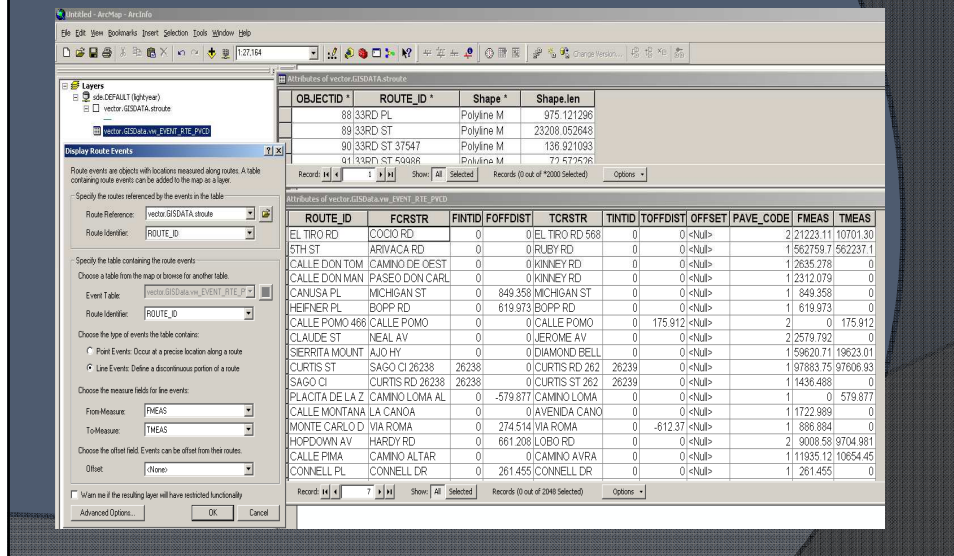 Untitled - ArcMap - ArcInfo
File Edit View Bookmarks Insert Selection Tools Window Help
1:27,164
Change Version...
Layers
sde.DEFAULT (lightyear)
vector.GISDATA.stroute
vector.GISData.vw_EVENT_RTE_PVCD
Display Route Events
Route events are objects with locations measured along routes. A table
containing route events can be added to the map as a layer.
Specify the routes referenced by the events in the table
Route Reference: vector.GISDATA.stroute
Route Identifier: ROUTE_ID
Specify the table containing the route events
Choose a table from the map or browse for another table.
Event Table: vector.GISData.vw_EVENT_RTE_P
Route Identifier: ROUTE_ID
Choose the type of events the table contains:
Point Events: Occur at a precise location along a route
Line Events: Define a discontinuous portion of a route
Choose the measure fields for line events:
From-Measure: FMEAS
To-Measure: TMEAS
Choose the offset field. Events can be offset from their routes.
Offset: <None>
Warn me if the resulting layer will have restricted functionality
Advanced Options... OK Cancel
Attributes of vector.GISDATA.stroute
OBJECTID * ROUTE_ID * Shape * Shape.len
88 33RD PL Polyline M 975.121296
89 33RD ST Polyline M 23208.052648
90 33RD ST 37547 Polyline M 136.921093
91 33RD ST 59986 Polyline M 72.572526
Record: 1 Show: All Selected Records (0 out of *2000 Selected) Options
Attributes of vector.GISData.vw_EVENT_RTE_PVCD
ROUTE_ID FCRSTR FINTID FOFFDIST TCRSTR TINTID TOFFDIST OFFSET PAVE_CODE FMEAS TMEAS
EL TIRO RD COCIO RD 0 0 EL TIRO RD 568 0 0 <Null> 2 21223.11 10701.30
5TH ST ARIVACA RD 0 0 RUBY RD 0 0 <Null> 1 562759.7 562237.1
CALLE DON TOM CAMINO DE OEST 0 0 KINNEY RD 0 0 <Null> 1 2635.278 0
CALLE DON MAN PASEO DON CARL 0 0 KINNEY RD 0 0 <Null> 1 2312.079 0
CANUSA PL MICHIGAN ST 0 849.358 MICHIGAN ST 0 0 <Null> 1 849.358 0
HEIFNER PL BOPP RD 0 619.973 BOPP RD 0 0 <Null> 1 619.973 0
CALLE POMO 466 CALLE POMO 0 0 CALLE POMO 0 175.912 <Null> 2 0 175.912
CLAUDE ST NEAL AV 0 0 JEROME AV 0 0 <Null> 2 2579.792 0
SIERRITA MOUNT AJO HY 0 0 DIAMOND BELL 0 0 <Null> 1 59620.71 19623.01
CURTIS ST SAGO CI 26238 26238 0 CURTIS RD 262 26239 0 <Null> 1 97883.75 97606.93
SAGO CI CURTIS RD 26238 26238 0 CURTIS ST 262 26239 0 <Null> 1 1436.488 0
PLACITA DE LA Z CAMINO LOMA AL 0 -579.877 CAMINO LOMA 0 0 <Null> 1 0 579.877
CALLE MONTANA LA CANOA 0 0 AVENIDA CANO 0 0 <Null> 1 1722.989 0
MONTE CARLO D VIA ROMA 0 274.514 VIA ROMA 0 -612.37 <Null> 1 886.884 0
HOPDOWN AV HARDY RD 0 661.208 LOBO RD 0 0 <Null> 2 9008.58 9704.981
CALLE PIMA CAMINO ALTAR 0 0 CAMINO AVRA 0 0 <Null> 1 11935.12 10654.45
CONNELL PL CONNELL DR 0 261.455 CONNELL DR 0 0 <Null> 1 261.455 0
Record: 7 Show: All Selected Records (0 out of 2048 Selected) Options